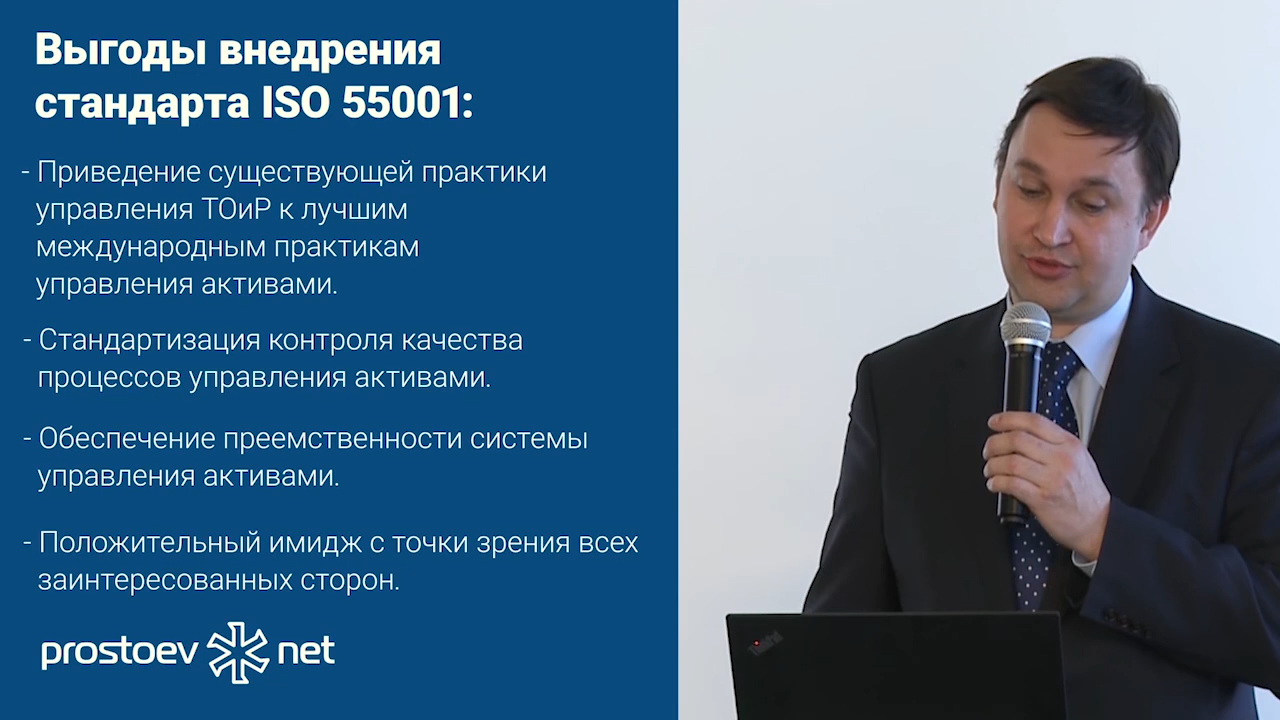 Выгоды внедрения
стандарта ISO 55001:
- Приведение существующей практики
управления ТОиР к лучшим
международным практикам
управления активами.
- Стандартизация контроля качества
процессов управления активами.
- Обеспечение преемственности системы
управления активами.
- Положительный имидж с точки зрения всех
заинтересованных сторон.
prostoev net
ThinkPad